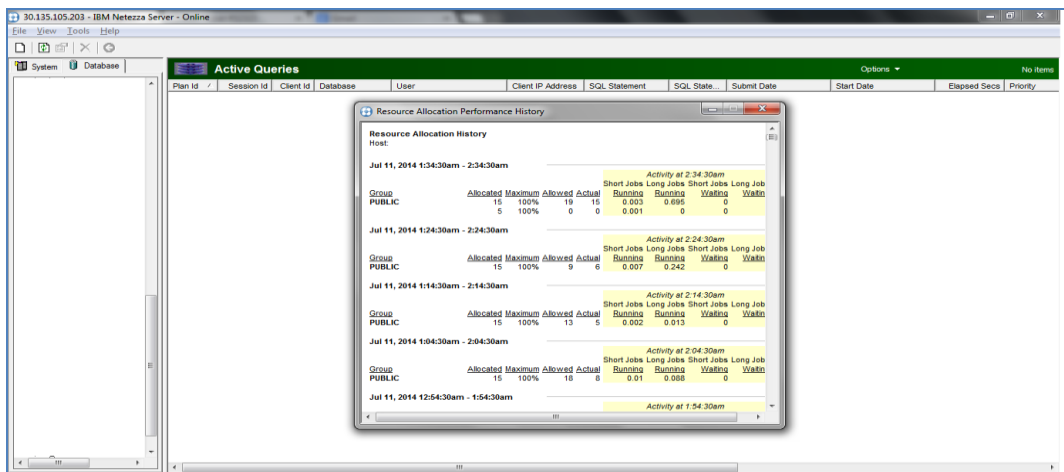 30.135.105.203 - IBM Netezza Server - Online
File View Tools Help
System Database
Active Queries Options No items
Plan Id / Session Id Client Id Database User Client IP Address SQL Statement SQL State... Submit Date Start Date Elapsed Secs Priority
Resource Allocation Performance History
Resource Allocation History
Host:
Jul 11, 2014 1:34:30am - 2:34:30am
Activity at 2:34:30am
Short Jobs Long Jobs Short Jobs Long Job
Group Allocated Maximum Allowed Actual Running Running Waiting Waitin
PUBLIC 15 100% 19 15 0.003 0.695 0
5 100% 0 0 0.001 0 0
Jul 11, 2014 1:24:30am - 2:24:30am
Activity at 2:24:30am
Short Jobs Long Jobs Short Jobs Long Job
Group Allocated Maximum Allowed Actual Running Running Waiting Waitin
PUBLIC 15 100% 9 6 0.007 0.242 0
Jul 11, 2014 1:14:30am - 2:14:30am
Activity at 2:14:30am
Short Jobs Long Jobs Short Jobs Long Job
Group Allocated Maximum Allowed Actual Running Running Waiting Waitin
PUBLIC 15 100% 13 5 0.002 0.013 0
Jul 11, 2014 1:04:30am - 2:04:30am
Activity at 2:04:30am
Short Jobs Long Jobs Short Jobs Long Job
Group Allocated Maximum Allowed Actual Running Running Waiting Waitin
PUBLIC 15 100% 18 8 0.01 0.088 0
Jul 11, 2014 12:54:30am - 1:54:30am
Activity at 1:54:30am